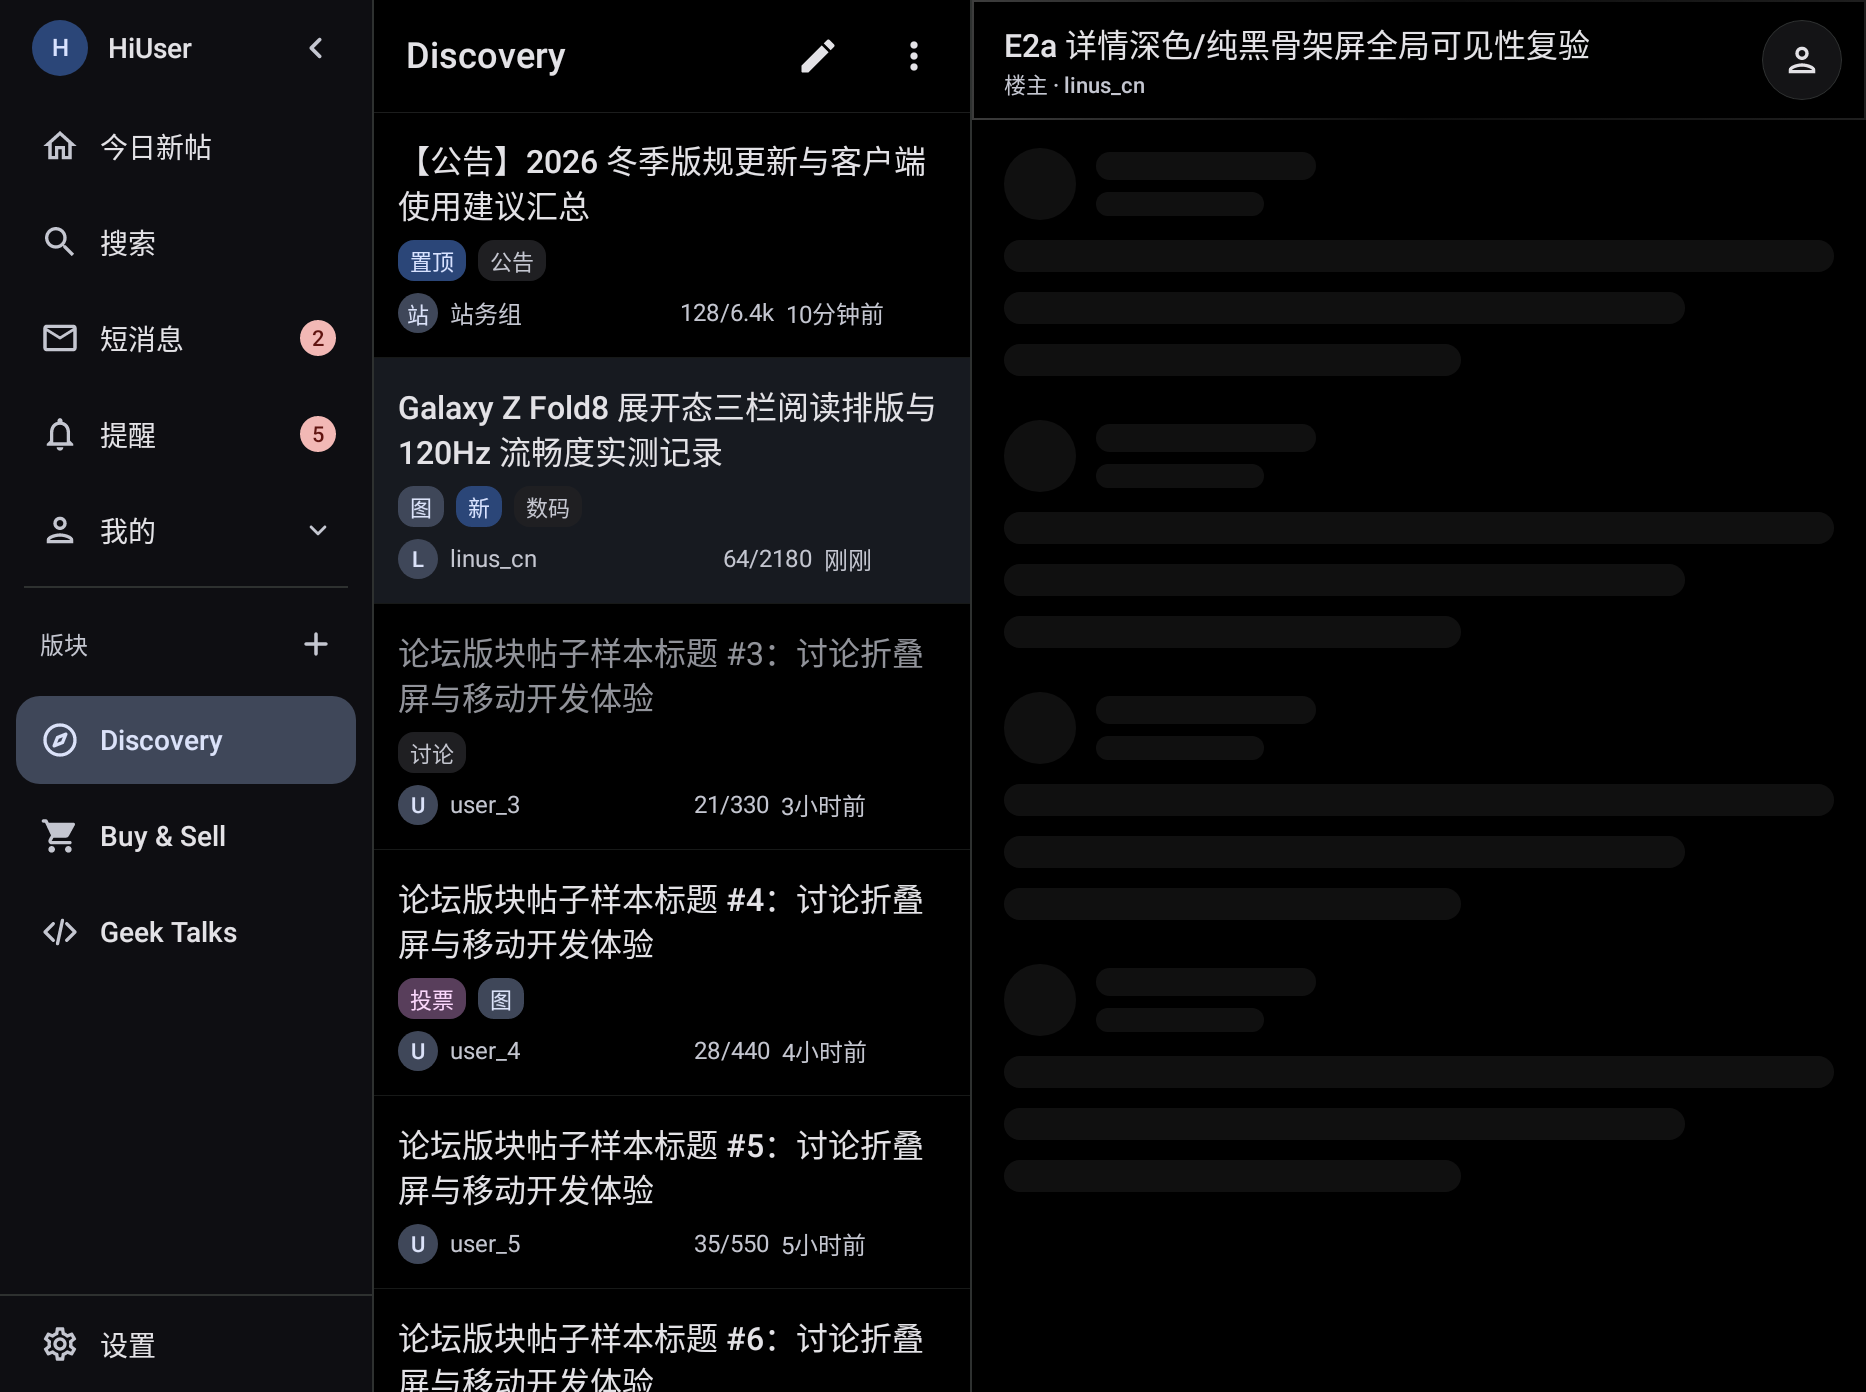 H HiUser
今日新帖
搜索
短消息 2
提醒 5
我的
版块
Discovery
Buy & Sell
Geek Talks
设置
Discovery
【公告】2026 冬季版规更新与客户端
使用建议汇总
置顶 公告
站 站务组 128/6.4k 10分钟前
Galaxy Z Fold8 展开态三栏阅读排版与
120Hz 流畅度实测记录
图 新 数码
L linus_cn 64/2180 刚刚
论坛版块帖子样本标题 #3：讨论折叠
屏与移动开发体验
讨论
U user_3 21/330 3小时前
论坛版块帖子样本标题 #4：讨论折叠
屏与移动开发体验
投票 图
U user_4 28/440 4小时前
论坛版块帖子样本标题 #5：讨论折叠
屏与移动开发体验
U user_5 35/550 5小时前
论坛版块帖子样本标题 #6：讨论折叠
屏与移动开发体验
E2a 详情深色/纯黑骨架屏全局可见性复验
楼主 · linus_cn